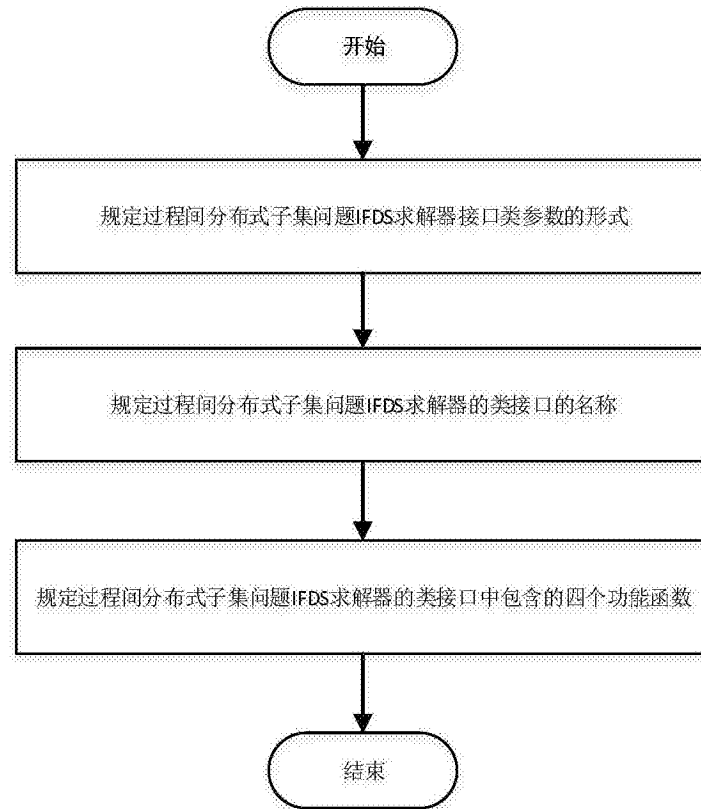 开始
规定过程间分布式子集问题IFDS求解器接口类参数的形式
规定过程间分布式子集问题IFDS求解器的类接口的名称
规定过程间分布式子集问题IFDS求解器的类接口中包含的四个功能函数
结束